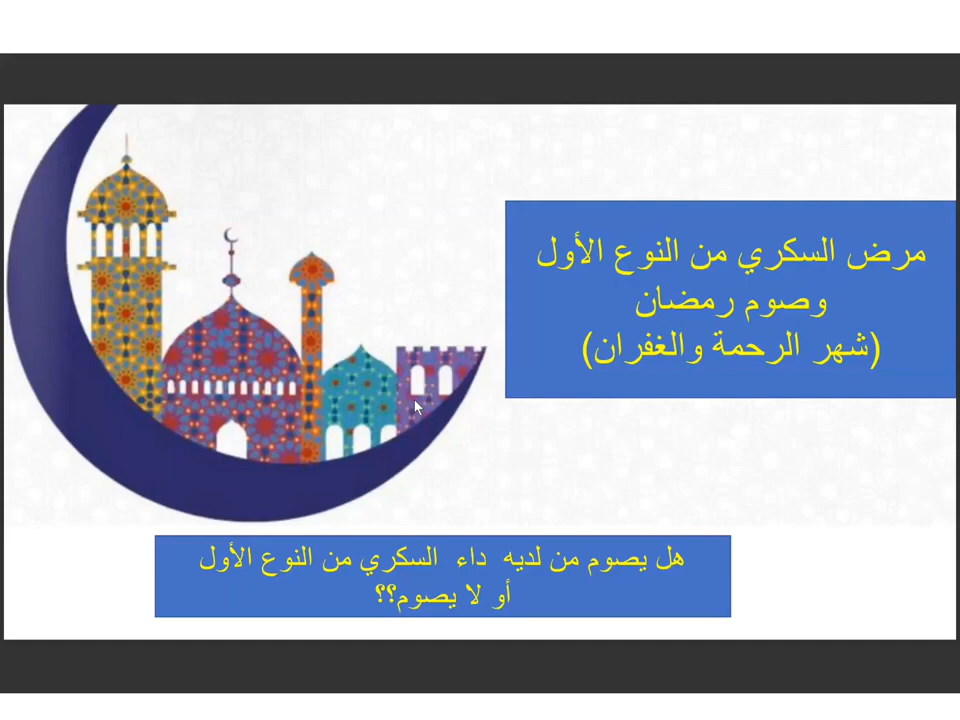 مرض السكري من النوع الأول
وصوم رمضان
(شهر الرحمة والغفران)
هل يصوم من لديه داء السكري من النوع الأول
أو لا يصوم؟؟